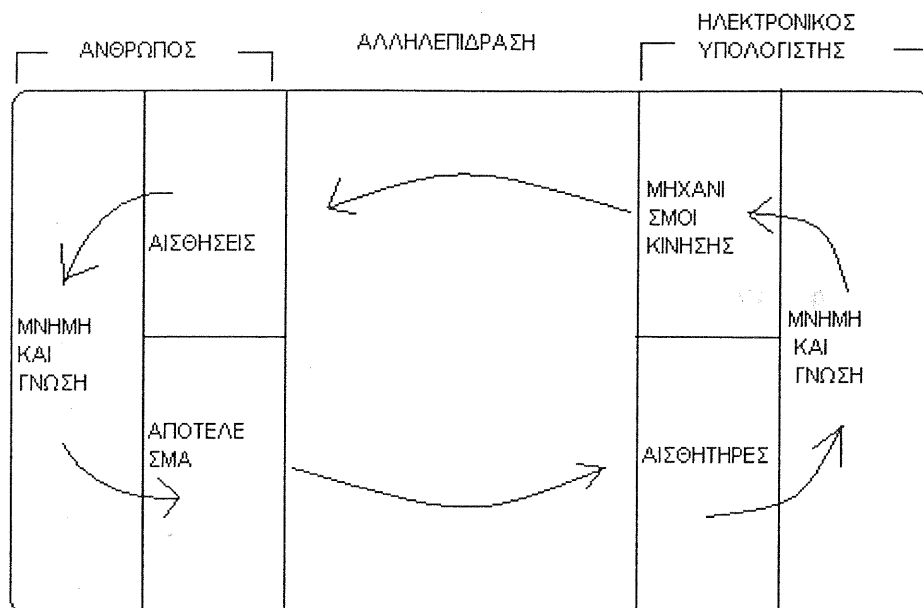 ΑΝΘΡΩΠΟΣ
ΑΛΛΗΛΕΠΙΔΡΑΣΗ
ΗΛΕΚΤΡΟΝΙΚΟΣ
ΥΠΟΛΟΓΙΣΤΗΣ
ΑΙΣΘΗΣΕΙΣ
ΜΗΧΑΝΙ
ΣΜΟΙ
ΚΙΝΗΣΗΣ
ΜΝΗΜΗ
ΚΑΙ
ΓΝΩΣΗ
ΜΝΗΜΗ
ΚΑΙ
ΓΝΩΣΗ
ΑΠΟΤΕΛΕ
ΣΜΑ
ΑΙΣΘΗΤΗΡΕΣ